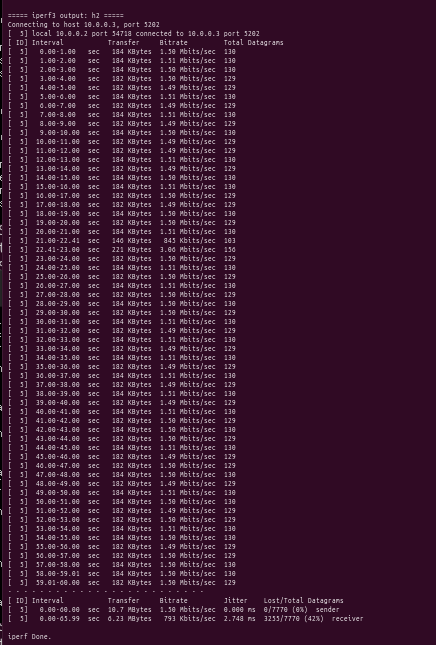 ===== iperf3 output: h2 =====
Connecting to host 10.0.0.3, port 5202
[  5] local 10.0.0.2 port 54718 connected to 10.0.0.3 port 5202
[ ID] Interval           Transfer     Bitrate         Total Datagrams
[  5]   0.00-1.00   sec   184 KBytes  1.50 Mbits/sec  130
[  5]   1.00-2.00   sec   184 KBytes  1.51 Mbits/sec  130
[  5]   2.00-3.00   sec   184 KBytes  1.50 Mbits/sec  130
[  5]   3.00-4.00   sec   182 KBytes  1.50 Mbits/sec  129
[  5]   4.00-5.00   sec   184 KBytes  1.51 Mbits/sec  130
[  5]   5.00-6.00   sec   182 KBytes  1.49 Mbits/sec  129
[  5]   6.00-7.00   sec   184 KBytes  1.51 Mbits/sec  130
[  5]   7.00-8.00   sec   184 KBytes  1.51 Mbits/sec  130
[  5]   8.00-9.00   sec   182 KBytes  1.49 Mbits/sec  129
[  5]   9.00-10.00  sec   184 KBytes  1.50 Mbits/sec  130
[  5]  10.00-11.00  sec   182 KBytes  1.50 Mbits/sec  129
[  5]  11.00-12.00  sec   182 KBytes  1.49 Mbits/sec  129
[  5]  12.00-13.00  sec   184 KBytes  1.51 Mbits/sec  130
[  5]  13.00-14.00  sec   182 KBytes  1.50 Mbits/sec  129
[  5]  14.00-15.00  sec   184 KBytes  1.50 Mbits/sec  130
[  5]  15.00-16.00  sec   184 KBytes  1.51 Mbits/sec  130
[  5]  16.00-17.00  sec   182 KBytes  1.50 Mbits/sec  129
[  5]  17.00-18.00  sec   182 KBytes  1.49 Mbits/sec  129
[  5]  18.00-19.00  sec   184 KBytes  1.50 Mbits/sec  130
[  5]  19.00-20.00  sec   182 KBytes  1.50 Mbits/sec  129
[  5]  20.00-21.00  sec   184 KBytes  1.51 Mbits/sec  130
[  5]  21.00-22.41  sec   146 KBytes   845 Kbits/sec  103
[  5]  22.41-23.00  sec   221 KBytes  3.06 Mbits/sec  156
[  5]  23.00-24.00  sec   182 KBytes  1.50 Mbits/sec  129
[  5]  24.00-25.00  sec   184 KBytes  1.51 Mbits/sec  130
[  5]  25.00-26.00  sec   182 KBytes  1.50 Mbits/sec  129
[  5]  26.00-27.00  sec   184 KBytes  1.51 Mbits/sec  130
[  5]  27.00-28.00  sec   182 KBytes  1.50 Mbits/sec  129
[  5]  28.00-29.00  sec   184 KBytes  1.50 Mbits/sec  130
[  5]  29.00-30.00  sec   182 KBytes  1.50 Mbits/sec  129
[  5]  30.00-31.00  sec   184 KBytes  1.51 Mbits/sec  130
[  5]  31.00-32.00  sec   182 KBytes  1.49 Mbits/sec  129
[  5]  32.00-33.00  sec   184 KBytes  1.51 Mbits/sec  130
[  5]  33.00-34.00  sec   182 KBytes  1.49 Mbits/sec  129
[  5]  34.00-35.00  sec   184 KBytes  1.51 Mbits/sec  130
[  5]  35.00-36.00  sec   182 KBytes  1.49 Mbits/sec  129
[  5]  36.00-37.00  sec   184 KBytes  1.51 Mbits/sec  130
[  5]  37.00-38.00  sec   182 KBytes  1.49 Mbits/sec  129
[  5]  38.00-39.00  sec   184 KBytes  1.51 Mbits/sec  130
[  5]  39.00-40.00  sec   182 KBytes  1.50 Mbits/sec  129
[  5]  40.00-41.00  sec   184 KBytes  1.51 Mbits/sec  130
[  5]  41.00-42.00  sec   182 KBytes  1.50 Mbits/sec  129
[  5]  42.00-43.00  sec   184 KBytes  1.50 Mbits/sec  130
[  5]  43.00-44.00  sec   182 KBytes  1.50 Mbits/sec  129
[  5]  44.00-45.00  sec   184 KBytes  1.51 Mbits/sec  130
[  5]  45.00-46.00  sec   182 KBytes  1.49 Mbits/sec  129
[  5]  46.00-47.00  sec   182 KBytes  1.50 Mbits/sec  129
[  5]  47.00-48.00  sec   184 KBytes  1.50 Mbits/sec  130
[  5]  48.00-49.00  sec   182 KBytes  1.49 Mbits/sec  129
[  5]  49.00-50.00  sec   184 KBytes  1.51 Mbits/sec  130
[  5]  50.00-51.00  sec   184 KBytes  1.50 Mbits/sec  130
[  5]  51.00-52.00  sec   182 KBytes  1.49 Mbits/sec  129
[  5]  52.00-53.00  sec   182 KBytes  1.50 Mbits/sec  129
[  5]  53.00-54.00  sec   184 KBytes  1.51 Mbits/sec  130
[  5]  54.00-55.00  sec   184 KBytes  1.50 Mbits/sec  130
[  5]  55.00-56.00  sec   182 KBytes  1.49 Mbits/sec  129
[  5]  56.00-57.00  sec   182 KBytes  1.50 Mbits/sec  129
[  5]  57.00-58.00  sec   184 KBytes  1.50 Mbits/sec  130
[  5]  58.00-59.01  sec   184 KBytes  1.50 Mbits/sec  130
[  5]  59.01-60.00  sec   182 KBytes  1.51 Mbits/sec  129
- - - - - - - - - - - - - - - - - - - - - - - - -
[ ID] Interval           Transfer     Bitrate         Jitter    Lost/Total Datagrams
[  5]   0.00-60.00  sec  10.7 MBytes  1.50 Mbits/sec  0.000 ms  0/7770 (0%)  sender
[  5]   0.00-65.99  sec  6.23 MBytes   793 Kbits/sec  2.748 ms  3255/7770 (42%)  receiver
iperf Done.